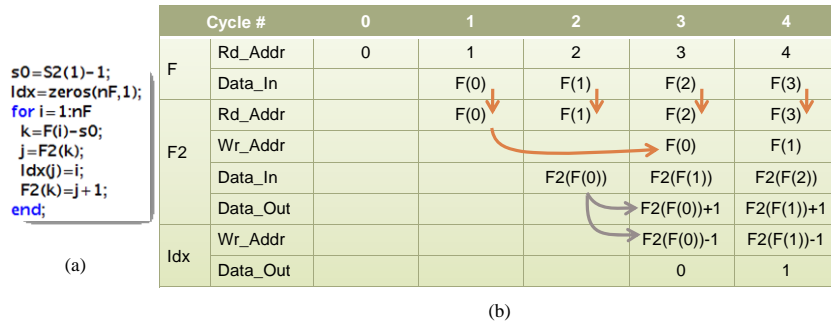 s0=S2(1)-1;
Idx=zeros(nF,1);
for i=1:nF
k=F(i)-s0;
j=F2(k);
Idx(j)=i;
F2(k)=j+1;
end;
(a)
Cycle # 0 1 2 3 4
F Rd_Addr 0 1 2 3 4
Data_In F(0) F(1) F(2) F(3)
F2 Rd_Addr F(0) F(1) F(2) F(3)
Wr_Addr F(0) F(1)
Data_In F2(F(0)) F2(F(1)) F2(F(2))
Data_Out F2(F(0))+1 F2(F(1))+1
Idx Wr_Addr F2(F(0))-1 F2(F(1))-1
Data_Out 0 1
(b)